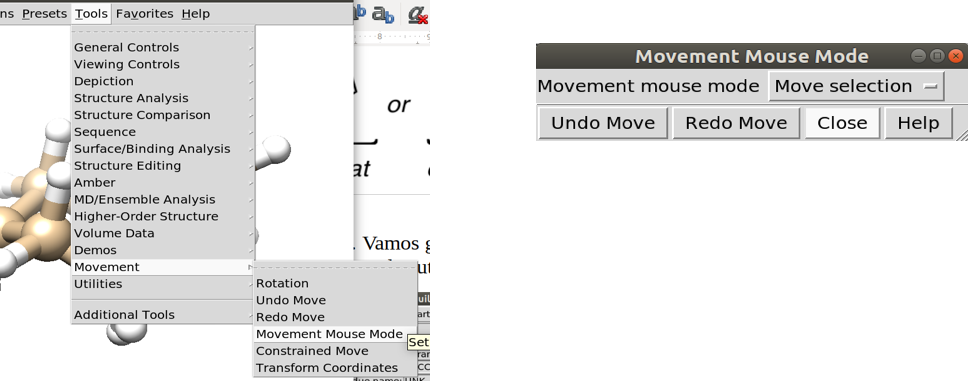 ns Presets Tools Favorites Help
General Controls
Viewing Controls
Depiction
Structure Analysis
Structure Comparison
Sequence
Surface/Binding Analysis
Structure Editing
Amber
MD/Ensemble Analysis
Higher-Order Structure
Volume Data
Demos
Movement
Utilities
Additional Tools
Rotation
Undo Move
Redo Move
Movement Mouse Mode
Constrained Move
Transform Coordinates
Set
b ab a
8
or
at
. Vamos g
ut
Movement Mouse Mode
Movement mouse mode Move selection
Undo Move Redo Move Close Help